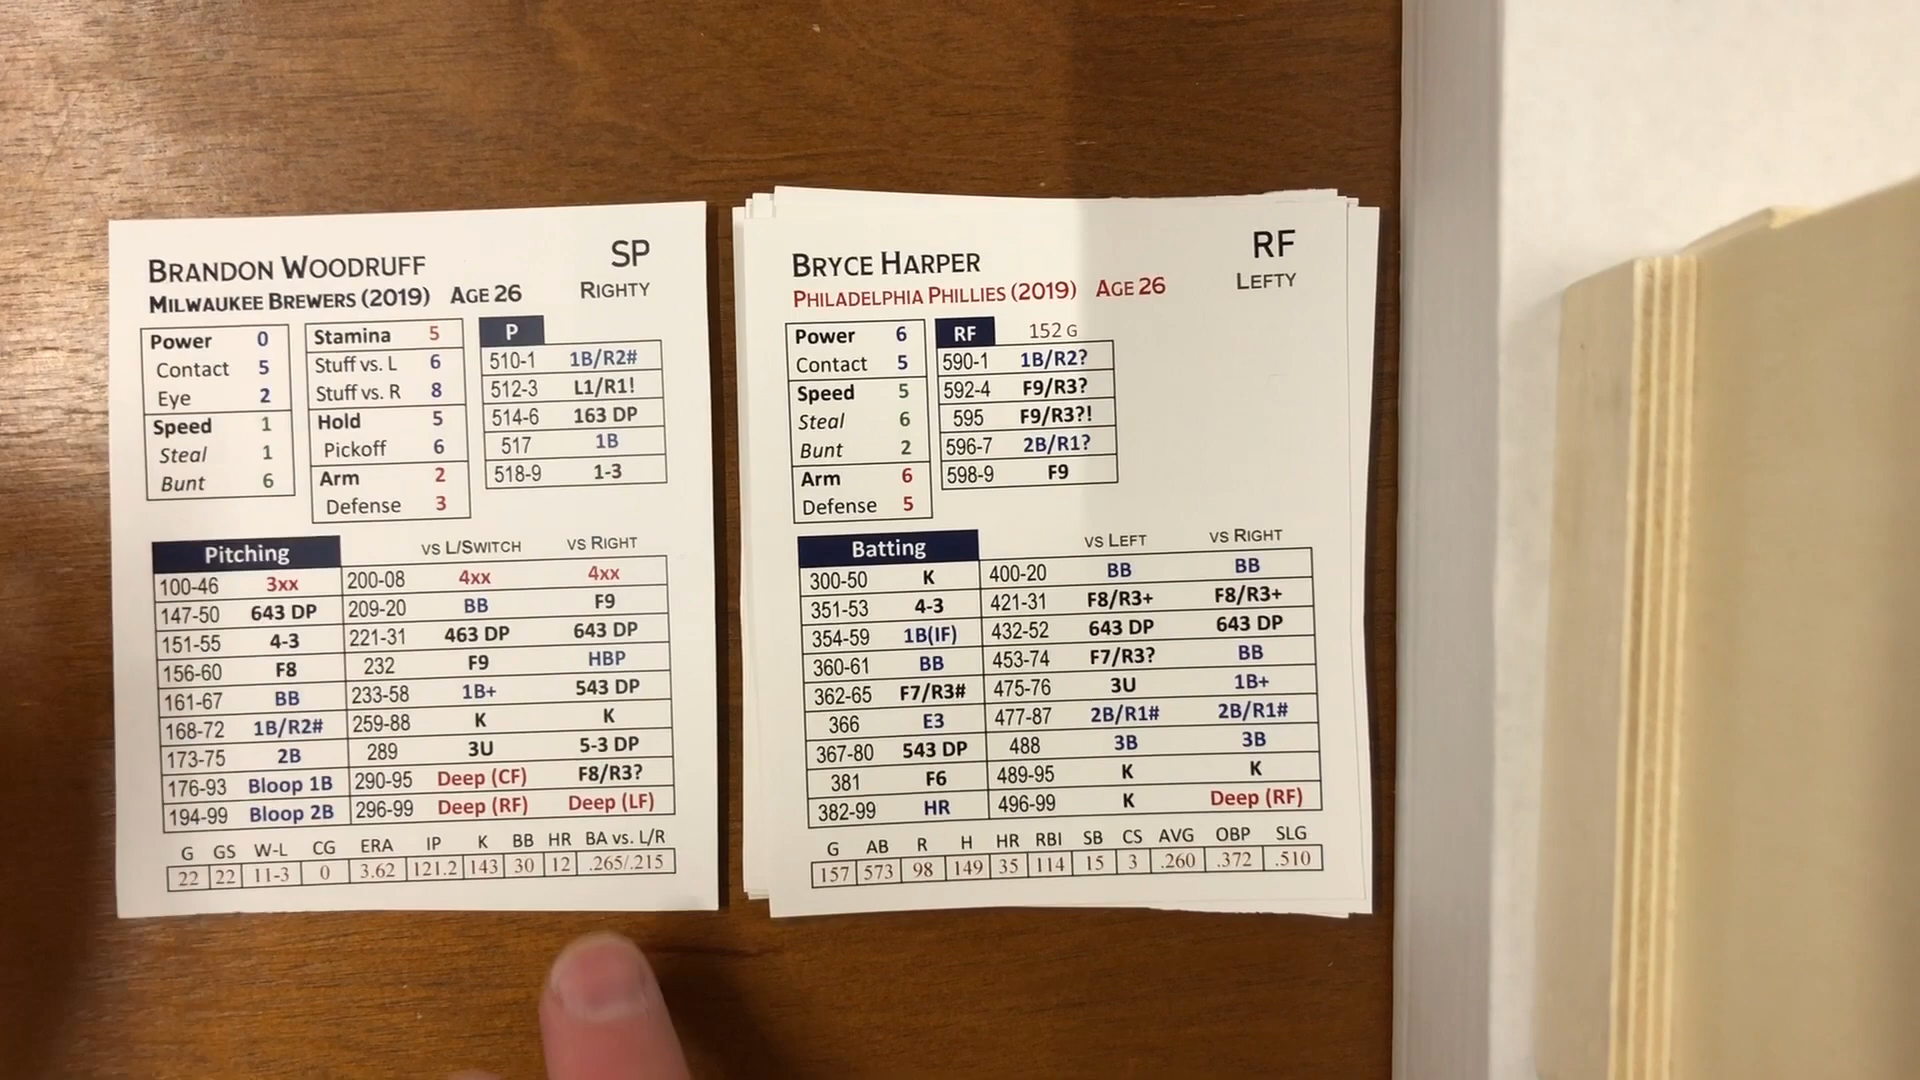 BRANDON WOODRUFF SP
MILWAUKEE BREWERS (2019) AGE 26 RIGHTY
Power 0
Contact 5
Eye 2
Speed 1
Steal 1
Bunt 6
Stamina 5
Stuff vs. L 6
Stuff vs. R 8
Hold 5
Pickoff 6
Arm 2
Defense 3
P
510-1 1B/R2#
512-3 L1/R1!
514-6 163 DP
517 1B
518-9 1-3
Pitching VS L/SWITCH VS RIGHT
100-46 3xx 200-08 4xx 4xx
147-50 643 DP 209-20 BB F9
151-55 4-3 221-31 463 DP 643 DP
156-60 F8 232 F9 HBP
161-67 BB 233-58 1B+ 543 DP
168-72 1B/R2# 259-88 K K
173-75 2B 289 3U 5-3 DP
176-93 Bloop 1B 290-95 Deep (CF) F8/R3?
194-99 Bloop 2B 296-99 Deep (RF) Deep (LF)
G GS W-L CG ERA IP K BB HR BA vs. L/R
22 22 11-3 0 3.62 121.2 143 30 12 .265/.215
BRYCE HARPER RF
PHILADELPHIA PHILLIES (2019) AGE 26 LEFTY
Power 6
Contact 5
Speed 5
Steal 6
Bunt 2
Arm 6
Defense 5
RF 152 G
590-1 1B/R2?
592-4 F9/R3?
595 F9/R3?!
596-7 2B/R1?
598-9 F9
Batting VS LEFT VS RIGHT
300-50 K 400-20 BB BB
351-53 4-3 421-31 F8/R3+ F8/R3+
354-59 1B(IF) 432-52 643 DP 643 DP
360-61 BB 453-74 F7/R3? BB
362-65 F7/R3# 475-76 3U 1B+
366 E3 477-87 2B/R1# 2B/R1#
367-80 543 DP 488 3B 3B
381 F6 489-95 K K
382-99 HR 496-99 K Deep (RF)
G AB R H HR RBI SB CS AVG OBP SLG
157 573 98 149 35 114 15 3 .260 .372 .510